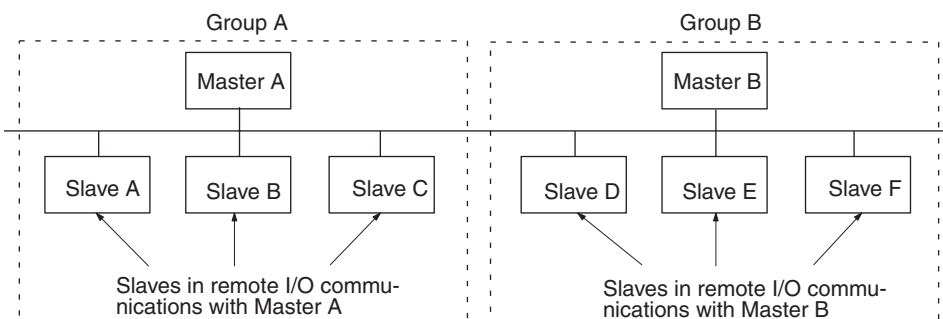 Group A
Group B
Master A
Master B
Slave A
Slave B
Slave C
Slave D
Slave E
Slave F
Slaves in remote I/O commu-
nications with Master A
Slaves in remote I/O commu-
nications with Master B